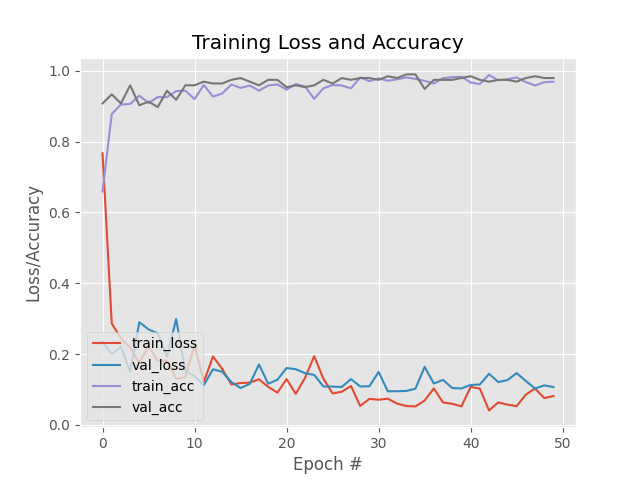 Training Loss and Accuracy
Loss/Accuracy
1.0
0.8
0.6
0.4
0.2
0.0
train_loss
val_loss
train_acc
val_acc
0 10 20 30 40 50
Epoch #